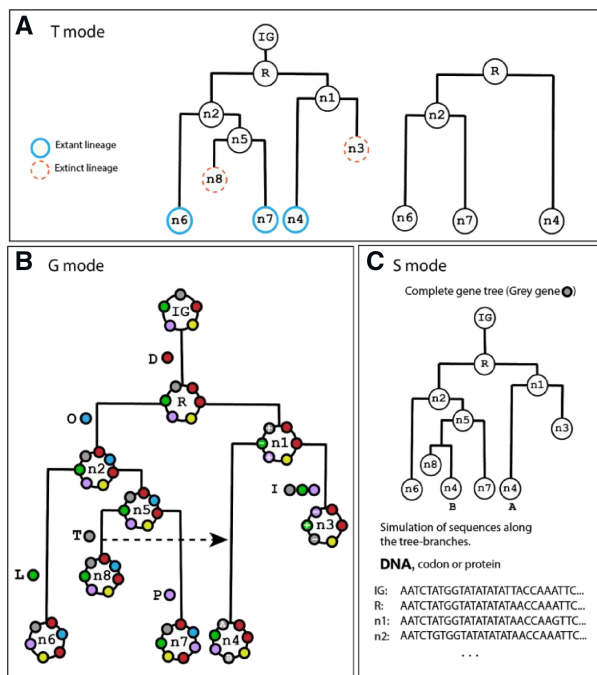 A T mode
IG
R
n1
n2
n5
n3
n8
n6
n7
n4
Extant lineage
Extinct lineage
R
n2
n6
n7
n4
B G mode
IG
D
R
O
n1
n2
I
n5
n3
T
n8
L
P
n6
n7
n4
C S mode
Complete gene tree (Grey gene )
IG
R
n1
n2
n5
n3
n8
n6
n4
n7
n4
B
A
Simulation of sequences along
the tree-branches.
DNA, codon or protein
IG: AATCTATGGTATATATATTACCAAATTC...
R: AATCTATGGTATATATATAACCAAATTC...
n1: AATCTATGGTATATATATAACCAAGTTC...
n2: AATCTGTGGTATATATATAACCAAATTC...
...